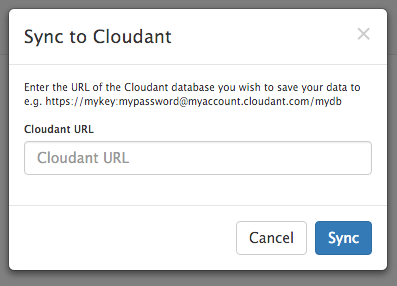 Sync to Cloudant
×
Enter the URL of the Cloudant database you wish to save your data to
e.g. https://mykey:mypassword@myaccount.cloudant.com/mydb
Cloudant URL
Cloudant URL
Cancel Sync